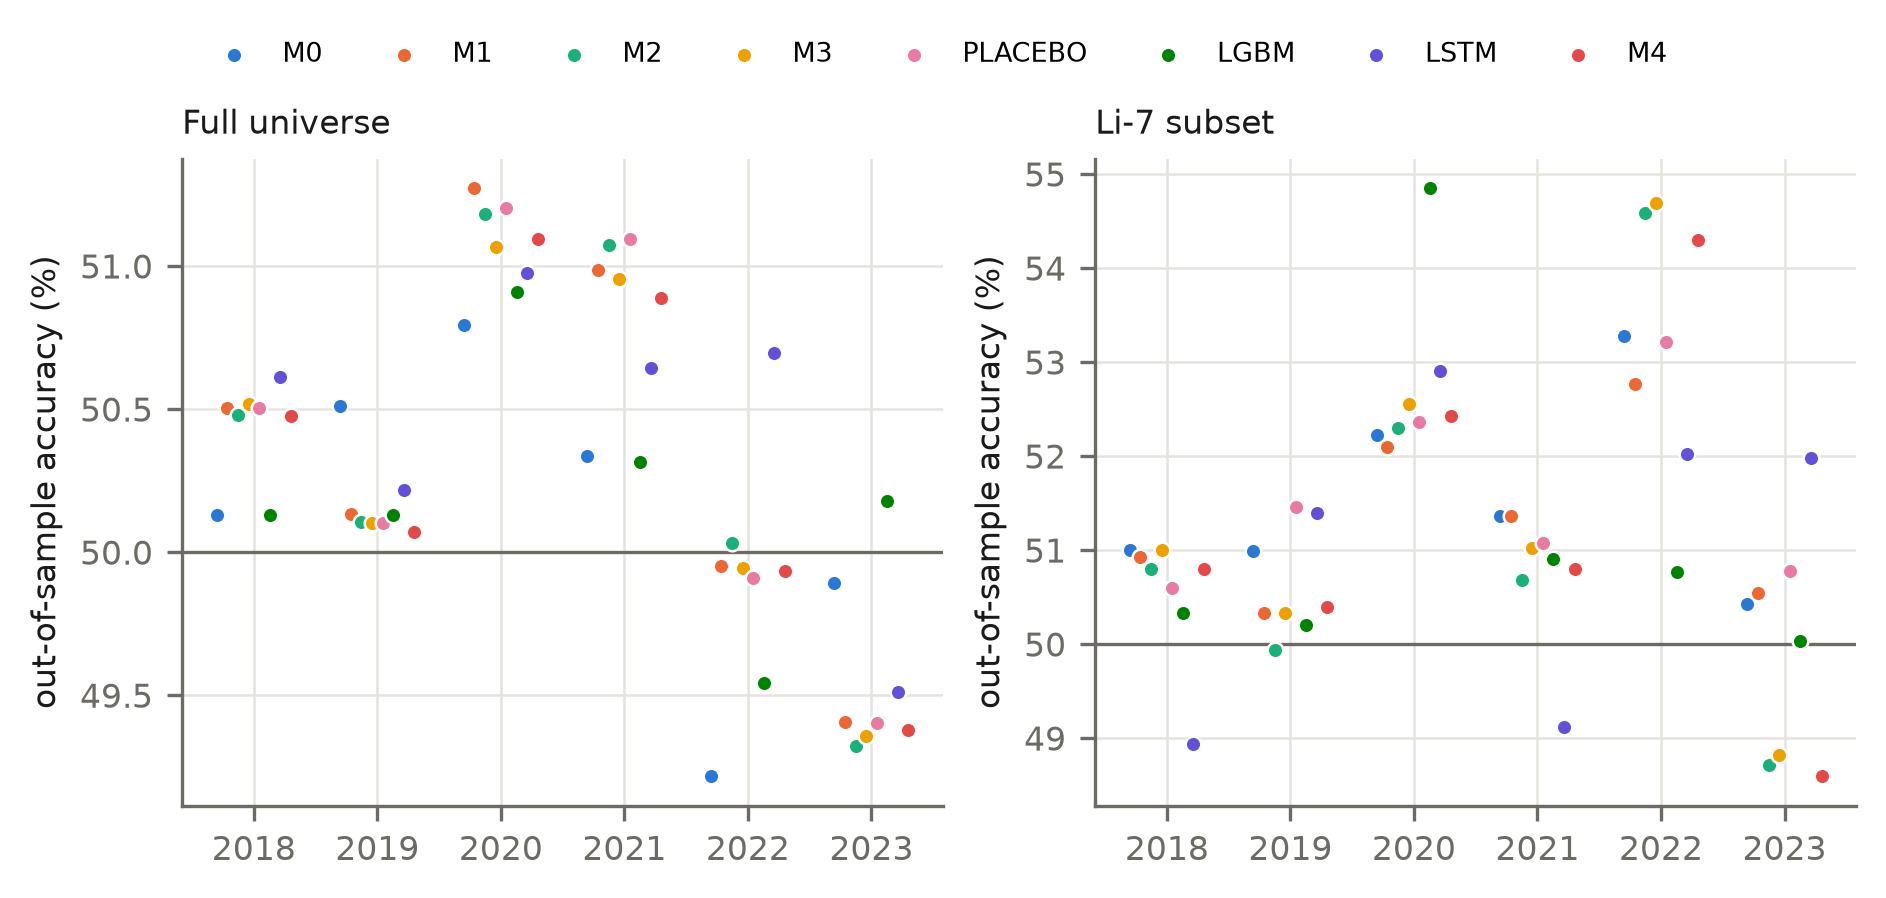 M0 M1 M2 M3 PLACEBO LGBM LSTM M4
Full universe
out-of-sample accuracy (%)
51.0
50.5
50.0
49.5
2018 2019 2020 2021 2022 2023
Li-7 subset
out-of-sample accuracy (%)
55
54
53
52
51
50
49
2018 2019 2020 2021 2022 2023